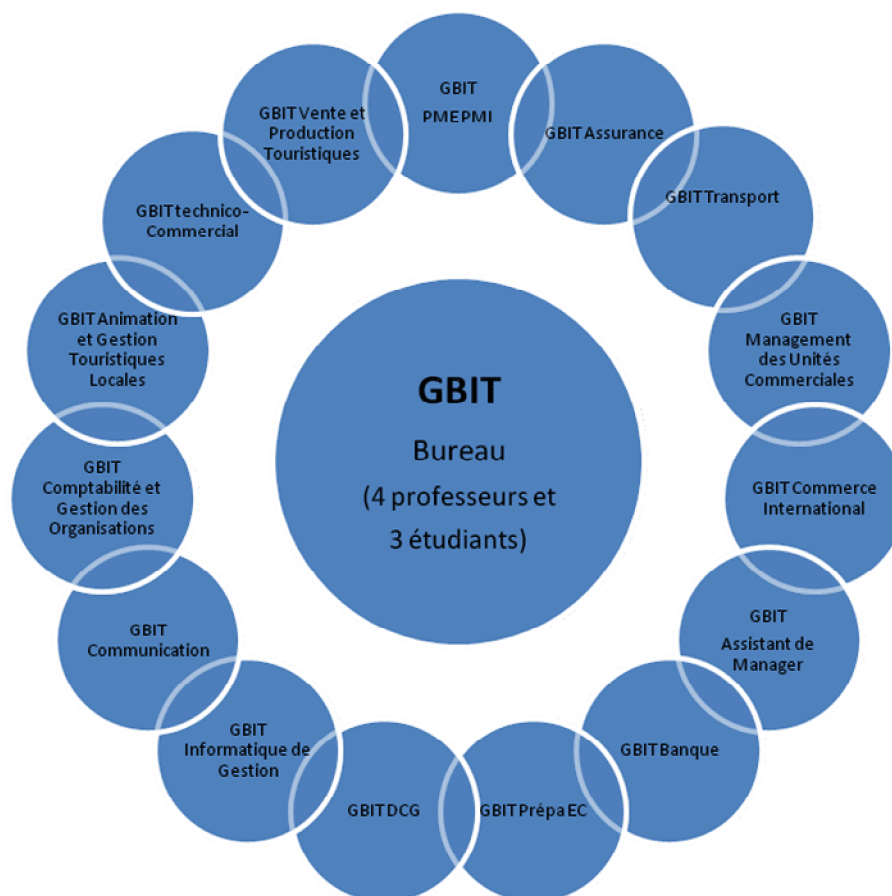 GBIT
PMEPMI
GBIT Assurance
GBIT Transport
GBIT
Management
des Unités
Commerciales
GBIT Commerce
International
GBIT
Assistant de
Manager
GBIT Banque
GBIT Prépa EC
GBIT DCG
GBIT
Informatique de
Gestion
GBIT
Communication
GBIT
Comptabilité et
Gestion des
Organisations
GBIT Animation
et Gestion
Touristiques
Locales
GBIT technico-
Commercial
GBIT Vente et
Production
Touristiques
GBIT
Bureau
(4 professeurs et
3 étudiants)